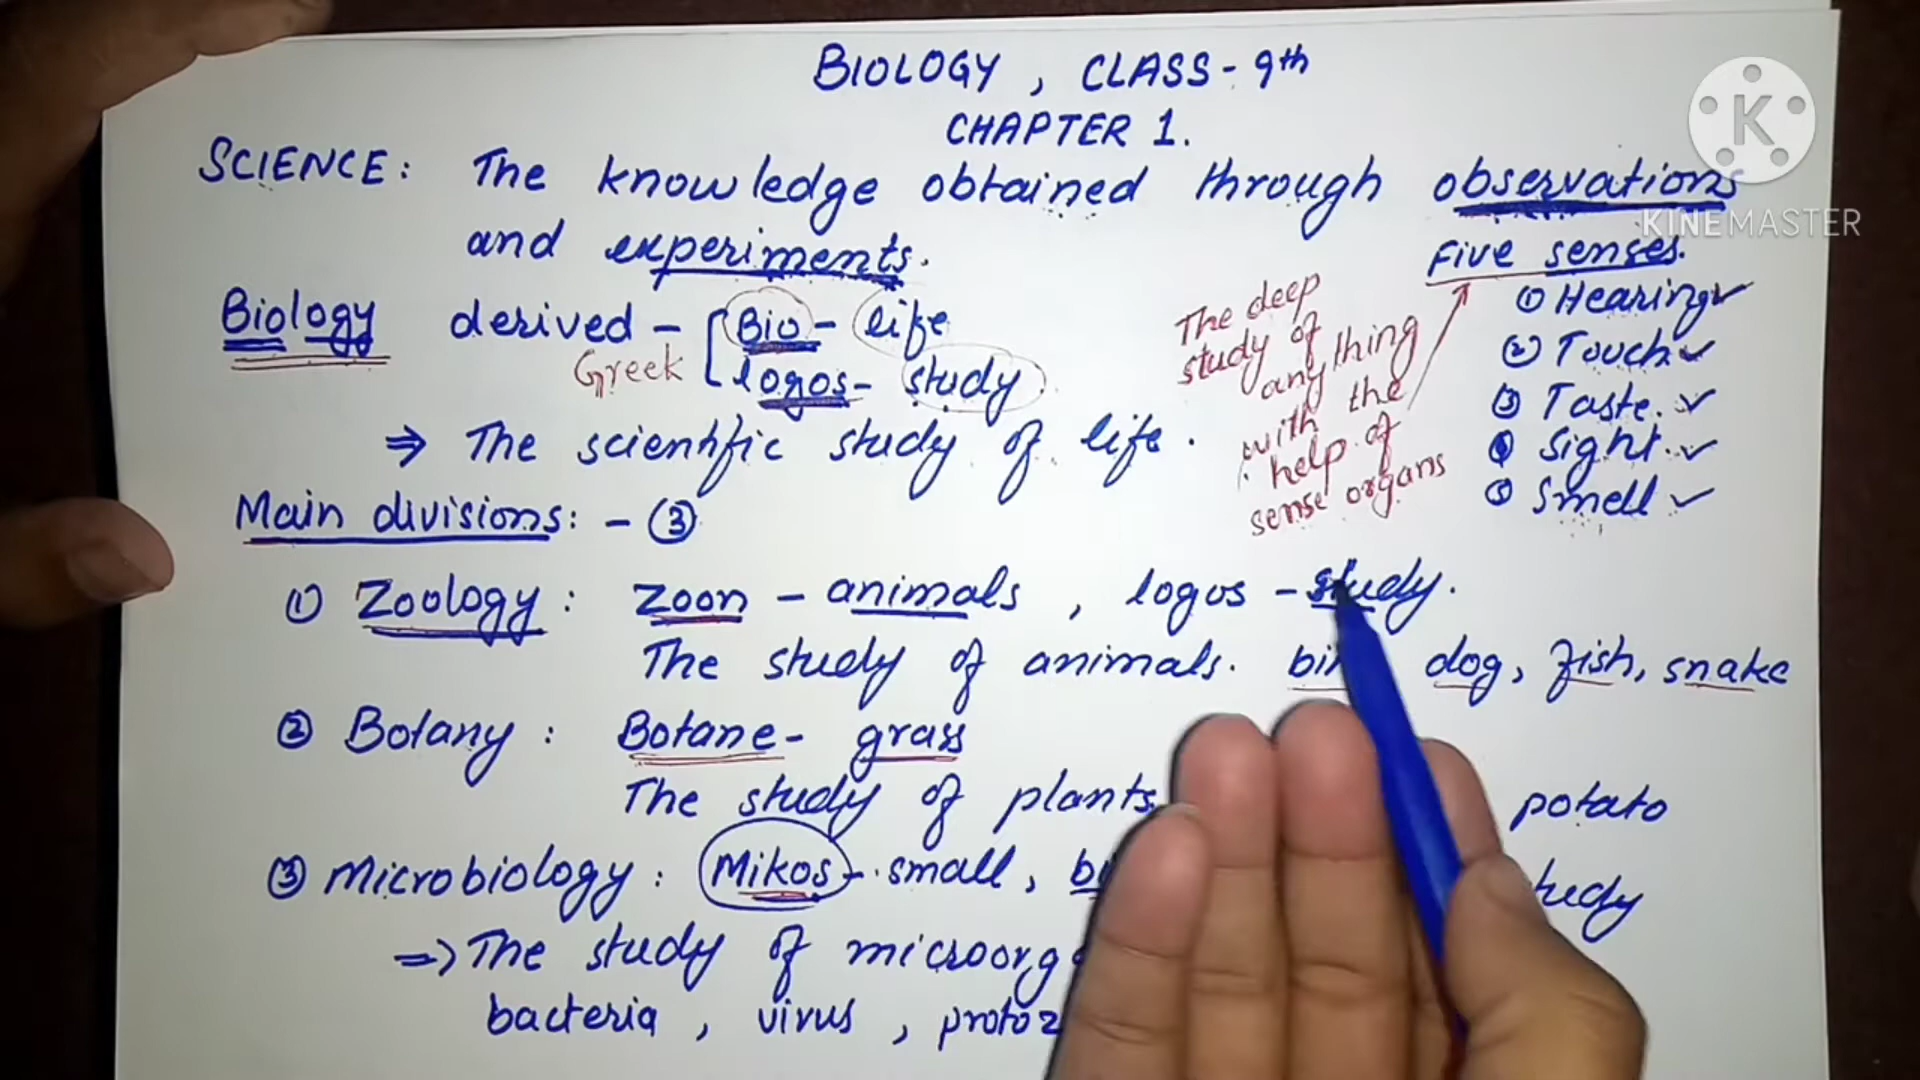 BIOLOGY, CLASS - 9th
CHAPTER 1.
SCIENCE: The knowledge obtained through observations
and experiments.
K
KINEMASTER
Five senses.
① Hearing ✓
② Touch ✓
③ Taste. ✓
Sight. ✓
⑤ Smell ✓
The deep
study of
any thing
with the
help of
sense organs
Biology derived - [Bio - life
Greek logos - study
⇒ The scientific study of life.
Main divisions: - ③
① Zoology: Zoon - animals, logos - study.
The study of animals. dog, fish, snake
② Botany: Botane - grass
The study of plants potato
③ Microbiology: Mikos - small,
⇒ The study of
bacteria, virus,